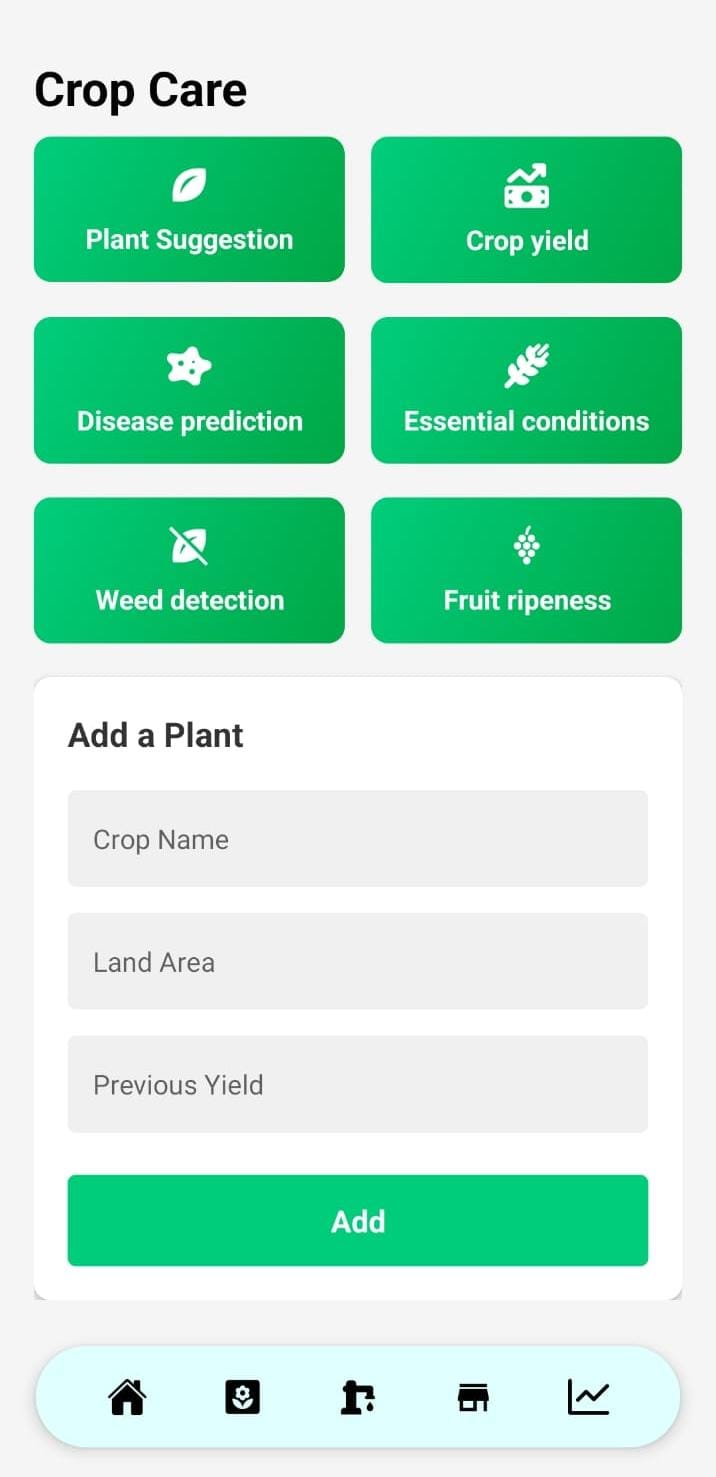 Crop Care
Plant Suggestion
Crop yield
Disease prediction
Essential conditions
Weed detection
Fruit ripeness
Add a Plant
Crop Name
Land Area
Previous Yield
Add